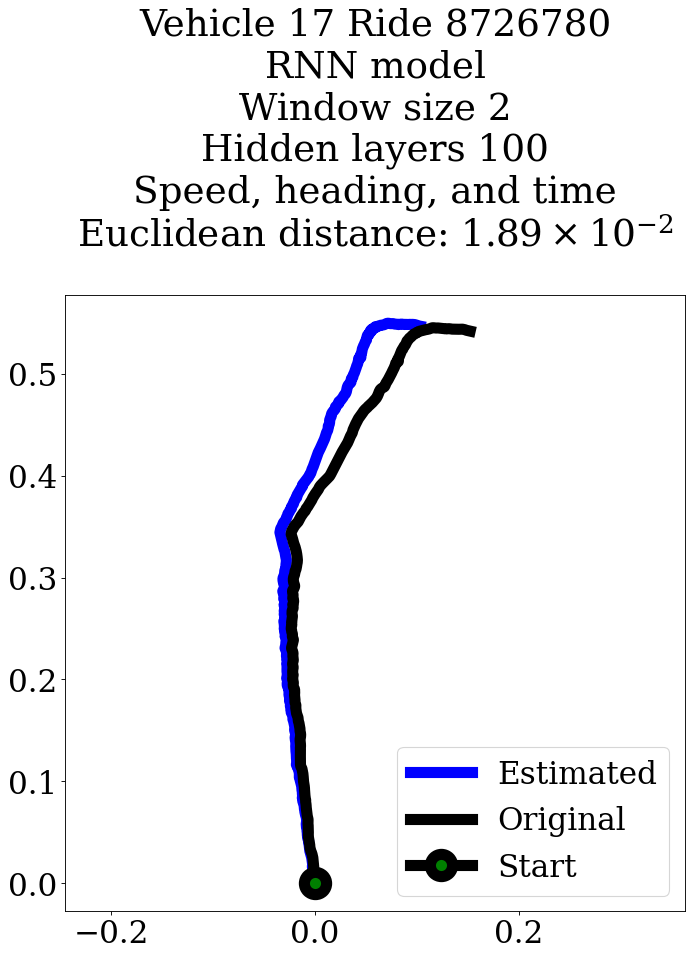 Vehicle 17 Ride 8726780
RNN model
Window size 2
Hidden layers 100
Speed, heading, and time
Euclidean distance: 1.89 × 10⁻²
0.5
0.4
0.3
0.2
0.1
0.0
−0.2
0.0
0.2
Estimated
Original
Start